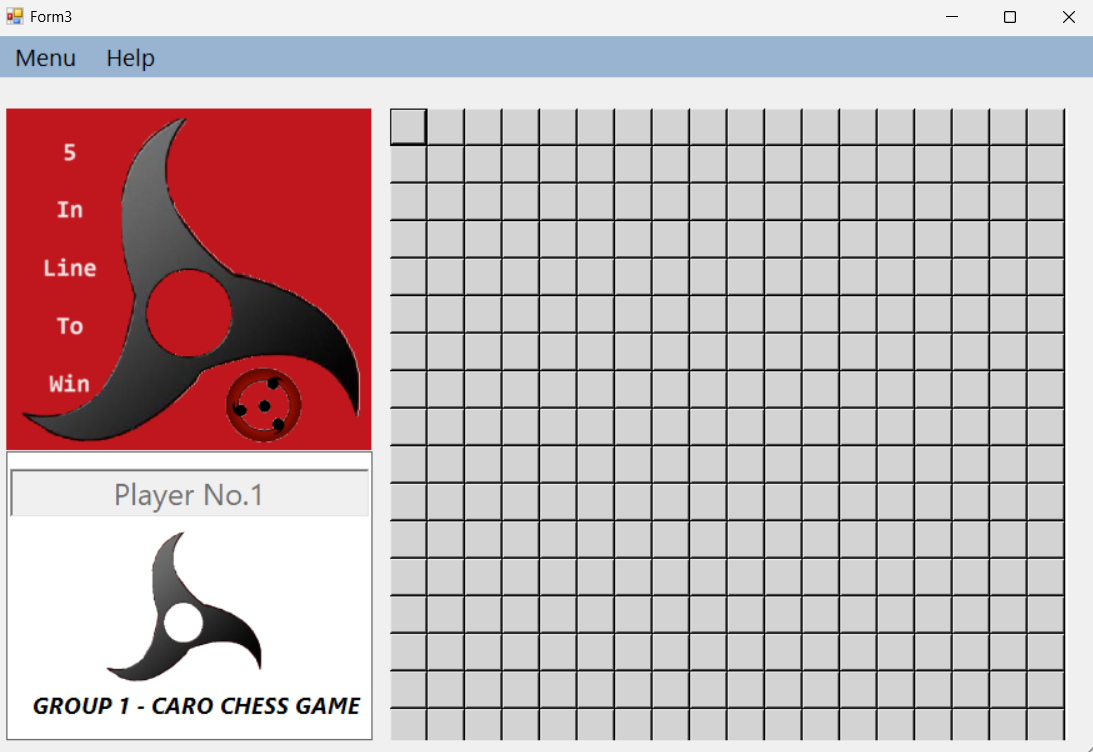 Form3
Menu Help
5
In
Line
To
Win
Player No.1
GROUP 1 - CARO CHESS GAME